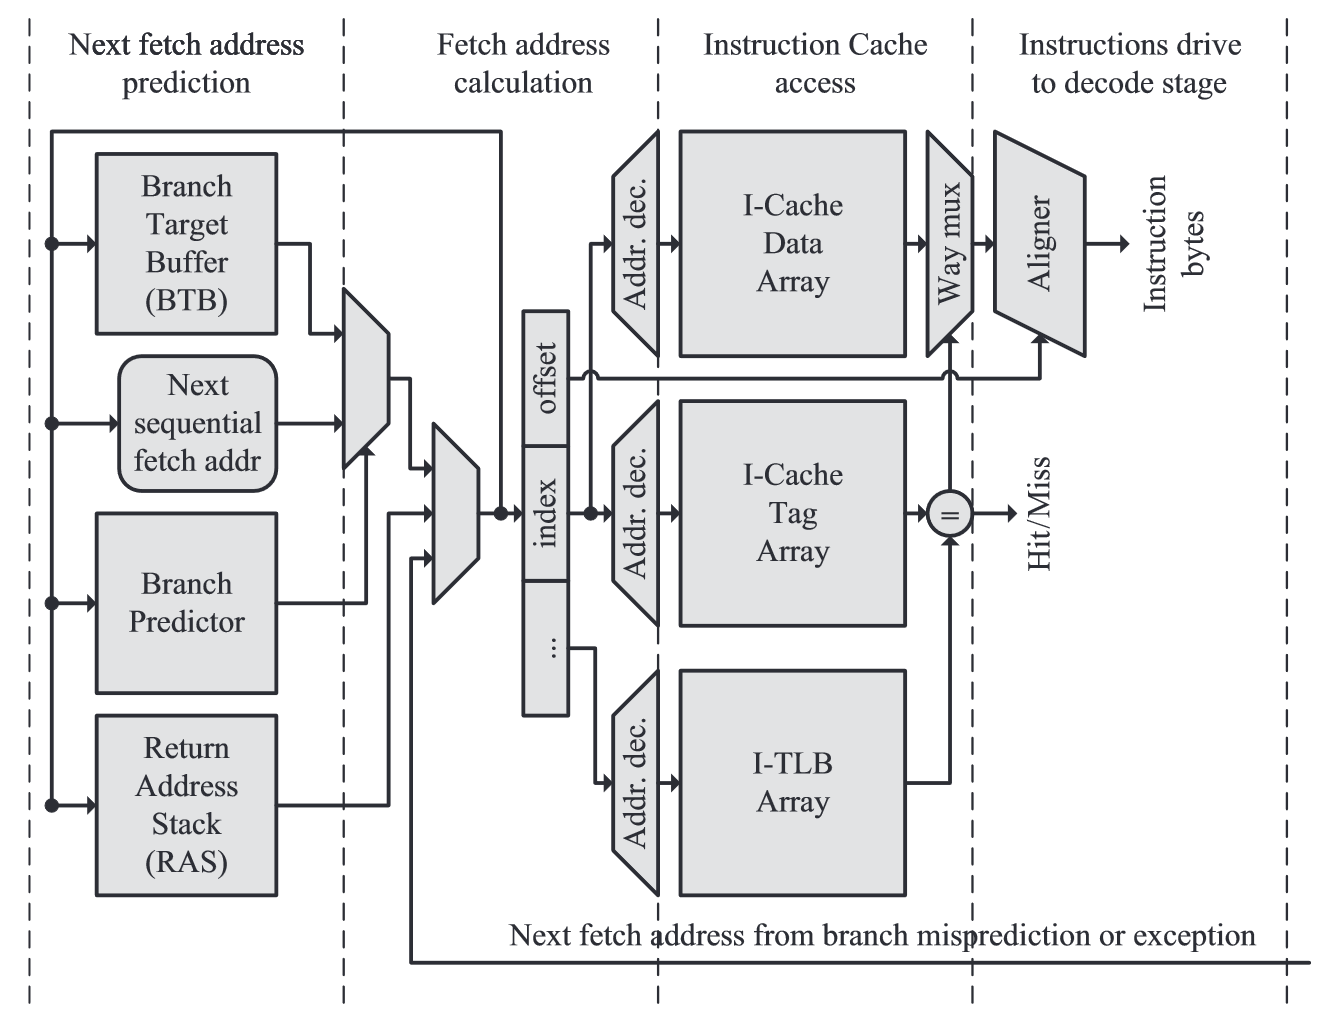 Next fetch address
prediction
Fetch address
calculation
Instruction Cache
access
Instructions drive
to decode stage
Branch
Target
Buffer
(BTB)
Next
sequential
fetch addr
Branch
Predictor
Return
Address
Stack
(RAS)
offset
index
...
Addr. dec.
Addr. dec.
Addr. dec.
I-Cache
Data
Array
I-Cache
Tag
Array
I-TLB
Array
Way mux
=
Aligner
Instruction
bytes
Hit/Miss
Next fetch address from branch misprediction or exception